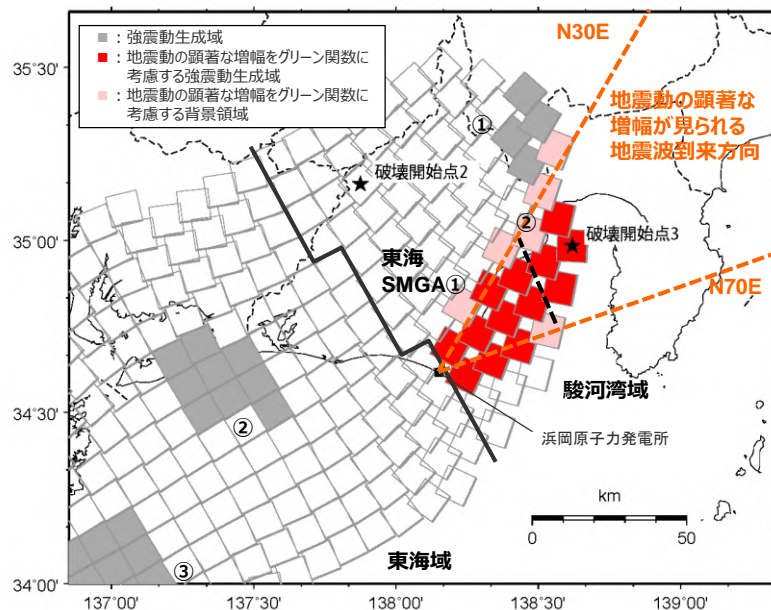 35°30'
35°00'
34°30'
34°00'
：強震動生成域
：地震動の顕著な増幅をグリーン関数に
考慮する強震動生成域
：地震動の顕著な増幅をグリーン関数に
考慮する背景領域
N30E
地震動の顕著な
増幅が見られる
地震波到来方向
①
★ 破壊開始点2
②
★ 破壊開始点3
東海
SMGA①
N70E
駿河湾域
浜岡原子力発電所
②
km
0 50
東海域
③
137°00' 137°30' 138°00' 138°30' 139°00'